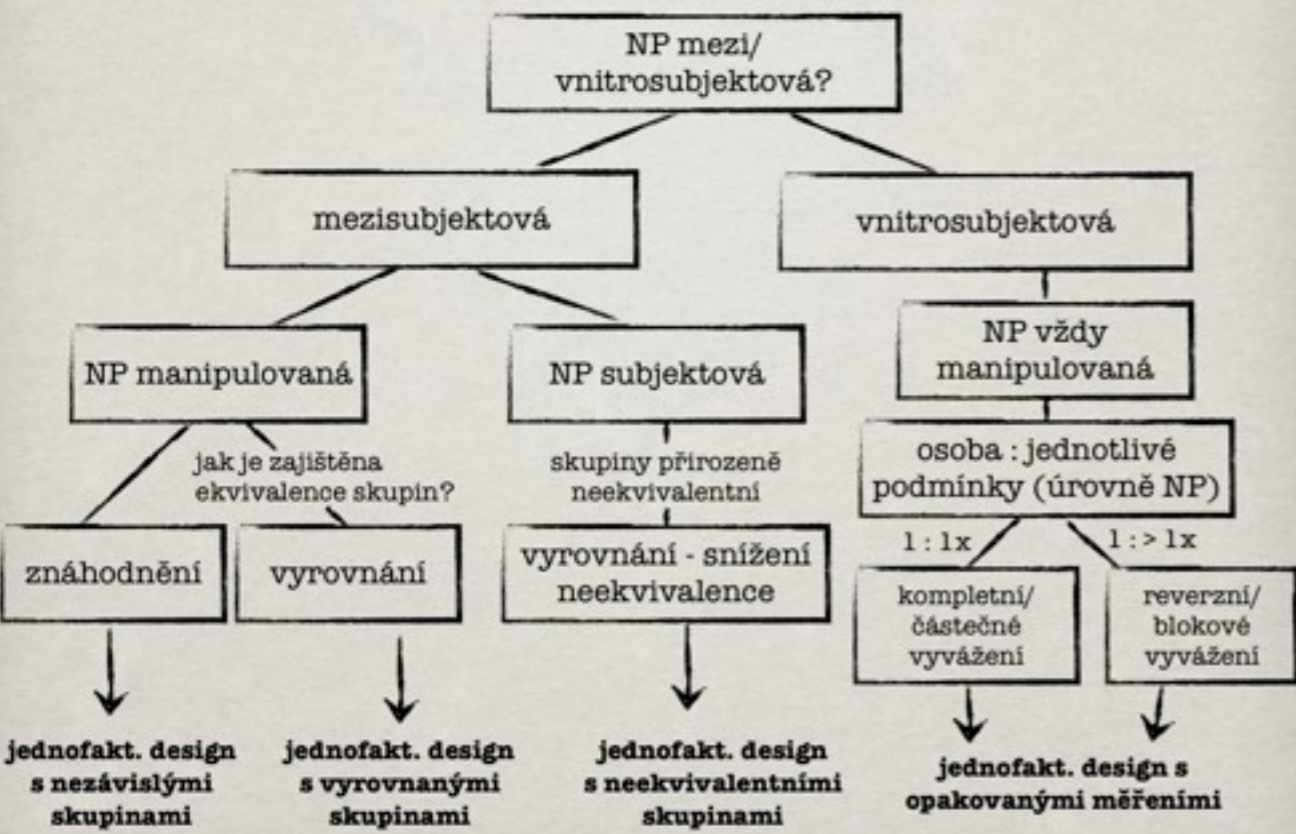 NP mezi/
vnitrosubjektová?
mezisubjektová
vnitrosubjektová
NP manipulovaná
NP subjektová
NP vždy
manipulovaná
jak je zajištěna
ekvivalence skupin?
skupiny přirozeně
neekvivalentní
osoba : jednotlivé
podmínky (úrovně NP)
1 : 1x
1 : > 1x
znáhodnění
vyrovnání
vyrovnání - snížení
neekvivalence
kompletní/
částečné
vyvážení
reverzní/
blokové
vyvážení
jednofakt. design
s nezávislými
skupinami
jednofakt. design
s vyrovnanými
skupinami
jednofakt. design
s neekvivalentními
skupinami
jednofakt. design s
opakovanými měřeními